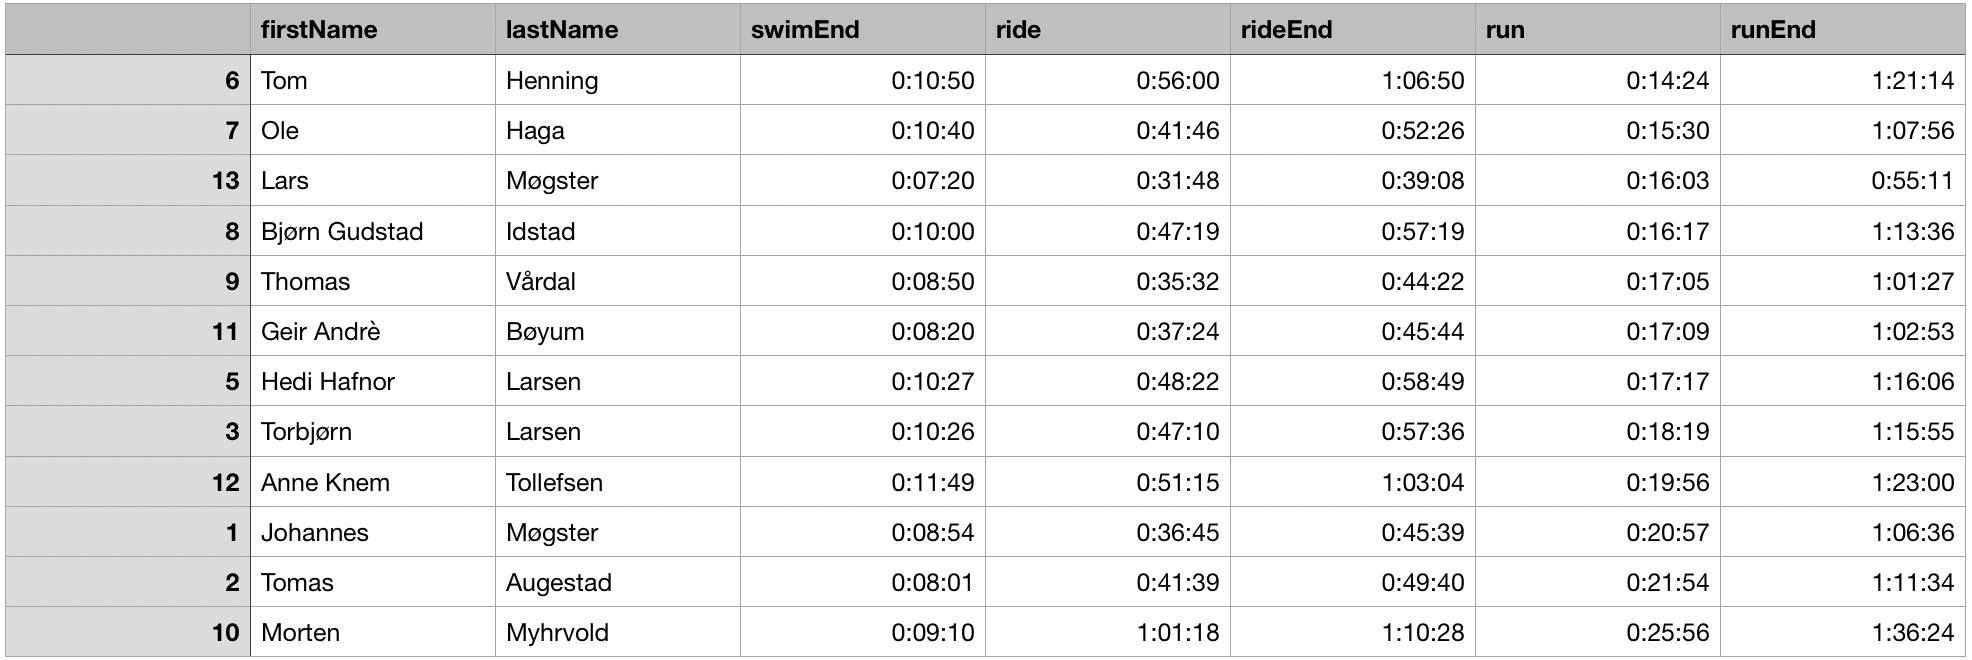 firstName lastName swimEnd ride rideEnd run runEnd
6 Tom Henning 0:10:50 0:56:00 1:06:50 0:14:24 1:21:14
7 Ole Haga 0:10:40 0:41:46 0:52:26 0:15:30 1:07:56
13 Lars Møgster 0:07:20 0:31:48 0:39:08 0:16:03 0:55:11
8 Bjørn Gudstad Idstad 0:10:00 0:47:19 0:57:19 0:16:17 1:13:36
9 Thomas Vårdal 0:08:50 0:35:32 0:44:22 0:17:05 1:01:27
11 Geir Andrè Bøyum 0:08:20 0:37:24 0:45:44 0:17:09 1:02:53
5 Hedi Hafnor Larsen 0:10:27 0:48:22 0:58:49 0:17:17 1:16:06
3 Torbjørn Larsen 0:10:26 0:47:10 0:57:36 0:18:19 1:15:55
12 Anne Knem Tollefsen 0:11:49 0:51:15 1:03:04 0:19:56 1:23:00
1 Johannes Møgster 0:08:54 0:36:45 0:45:39 0:20:57 1:06:36
2 Tomas Augestad 0:08:01 0:41:39 0:49:40 0:21:54 1:11:34
10 Morten Myhrvold 0:09:10 1:01:18 1:10:28 0:25:56 1:36:24